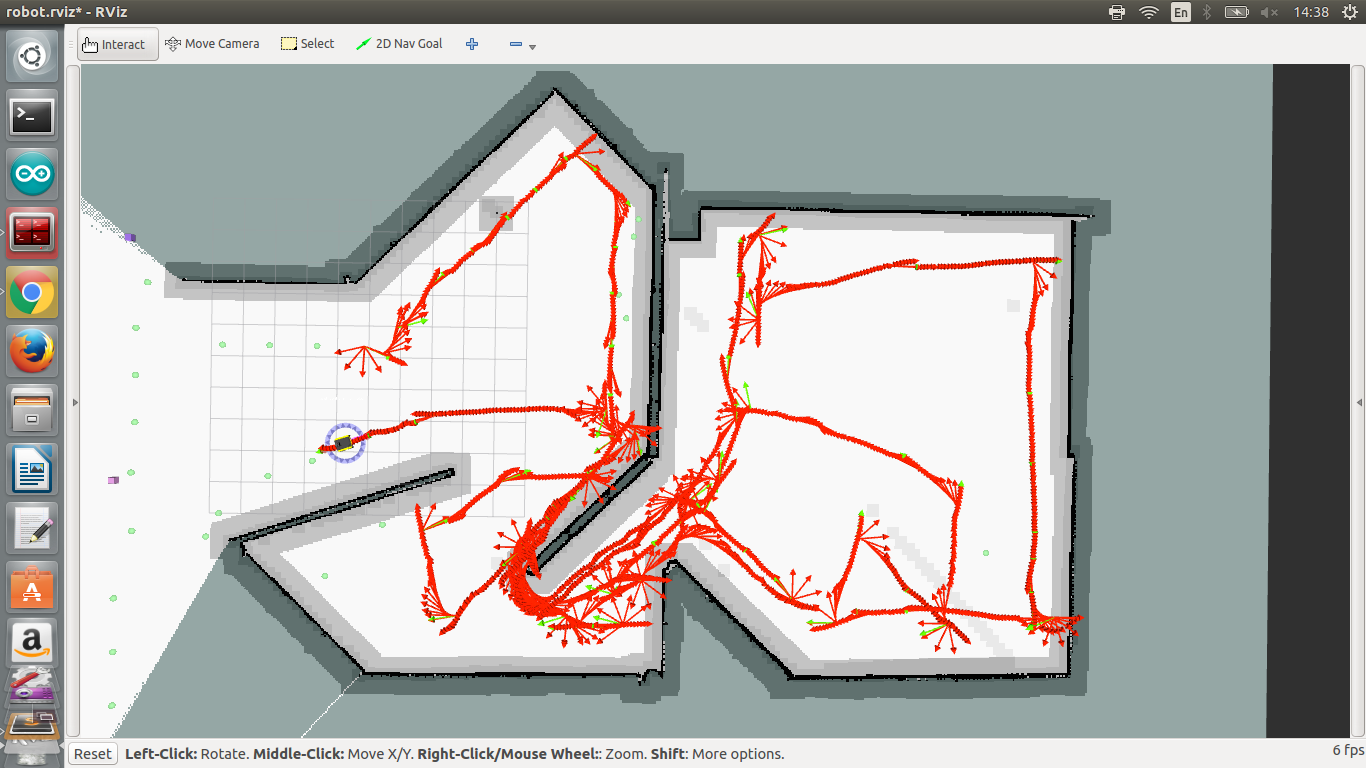 robot.rviz* - RViz
En
14:38
Interact
Move Camera
Select
2D Nav Goal
Reset
Left-Click: Rotate. Middle-Click: Move X/Y. Right-Click/Mouse Wheel:: Zoom. Shift: More options.
6 fps